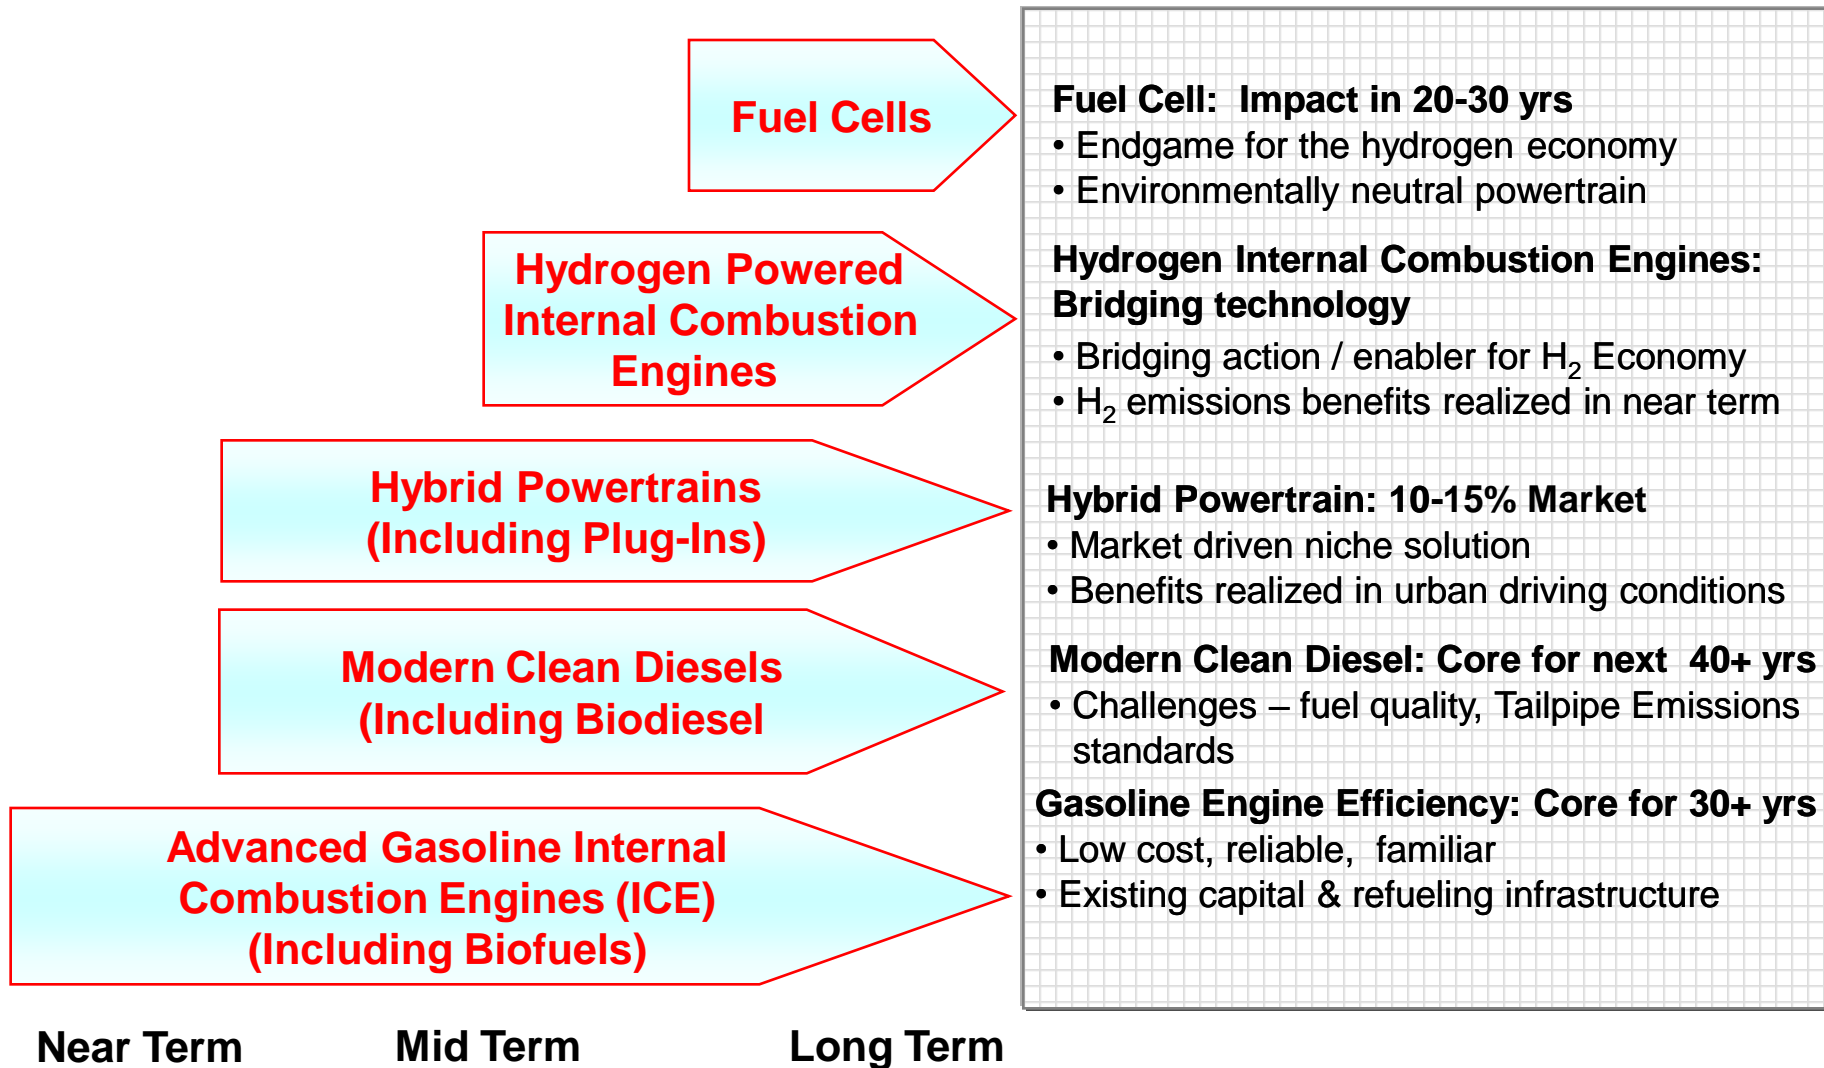 Fuel Cells
Hydrogen Powered
Internal Combustion
Engines
Hybrid Powertrains
(Including Plug-Ins)
Modern Clean Diesels
(Including Biodiesel
Advanced Gasoline Internal
Combustion Engines (ICE)
(Including Biofuels)
Near Term Mid Term Long Term
Fuel Cell: Impact in 20-30 yrs
• Endgame for the hydrogen economy
• Environmentally neutral powertrain
Hydrogen Internal Combustion Engines:
Bridging technology
• Bridging action / enabler for H₂ Economy
• H₂ emissions benefits realized in near term
Hybrid Powertrain: 10-15% Market
• Market driven niche solution
• Benefits realized in urban driving conditions
Modern Clean Diesel: Core for next 40+ yrs
• Challenges – fuel quality, Tailpipe Emissions
standards
Gasoline Engine Efficiency: Core for 30+ yrs
• Low cost, reliable, familiar
• Existing capital & refueling infrastructure